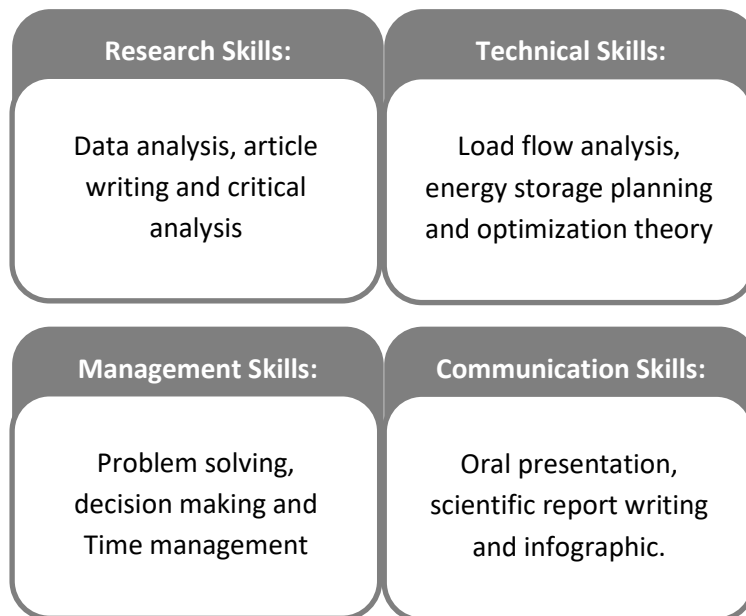 Research Skills:
Data analysis, article
writing and critical
analysis
Technical Skills:
Load flow analysis,
energy storage planning
and optimization theory
Management Skills:
Problem solving,
decision making and
Time management
Communication Skills:
Oral presentation,
scientific report writing
and infographic.